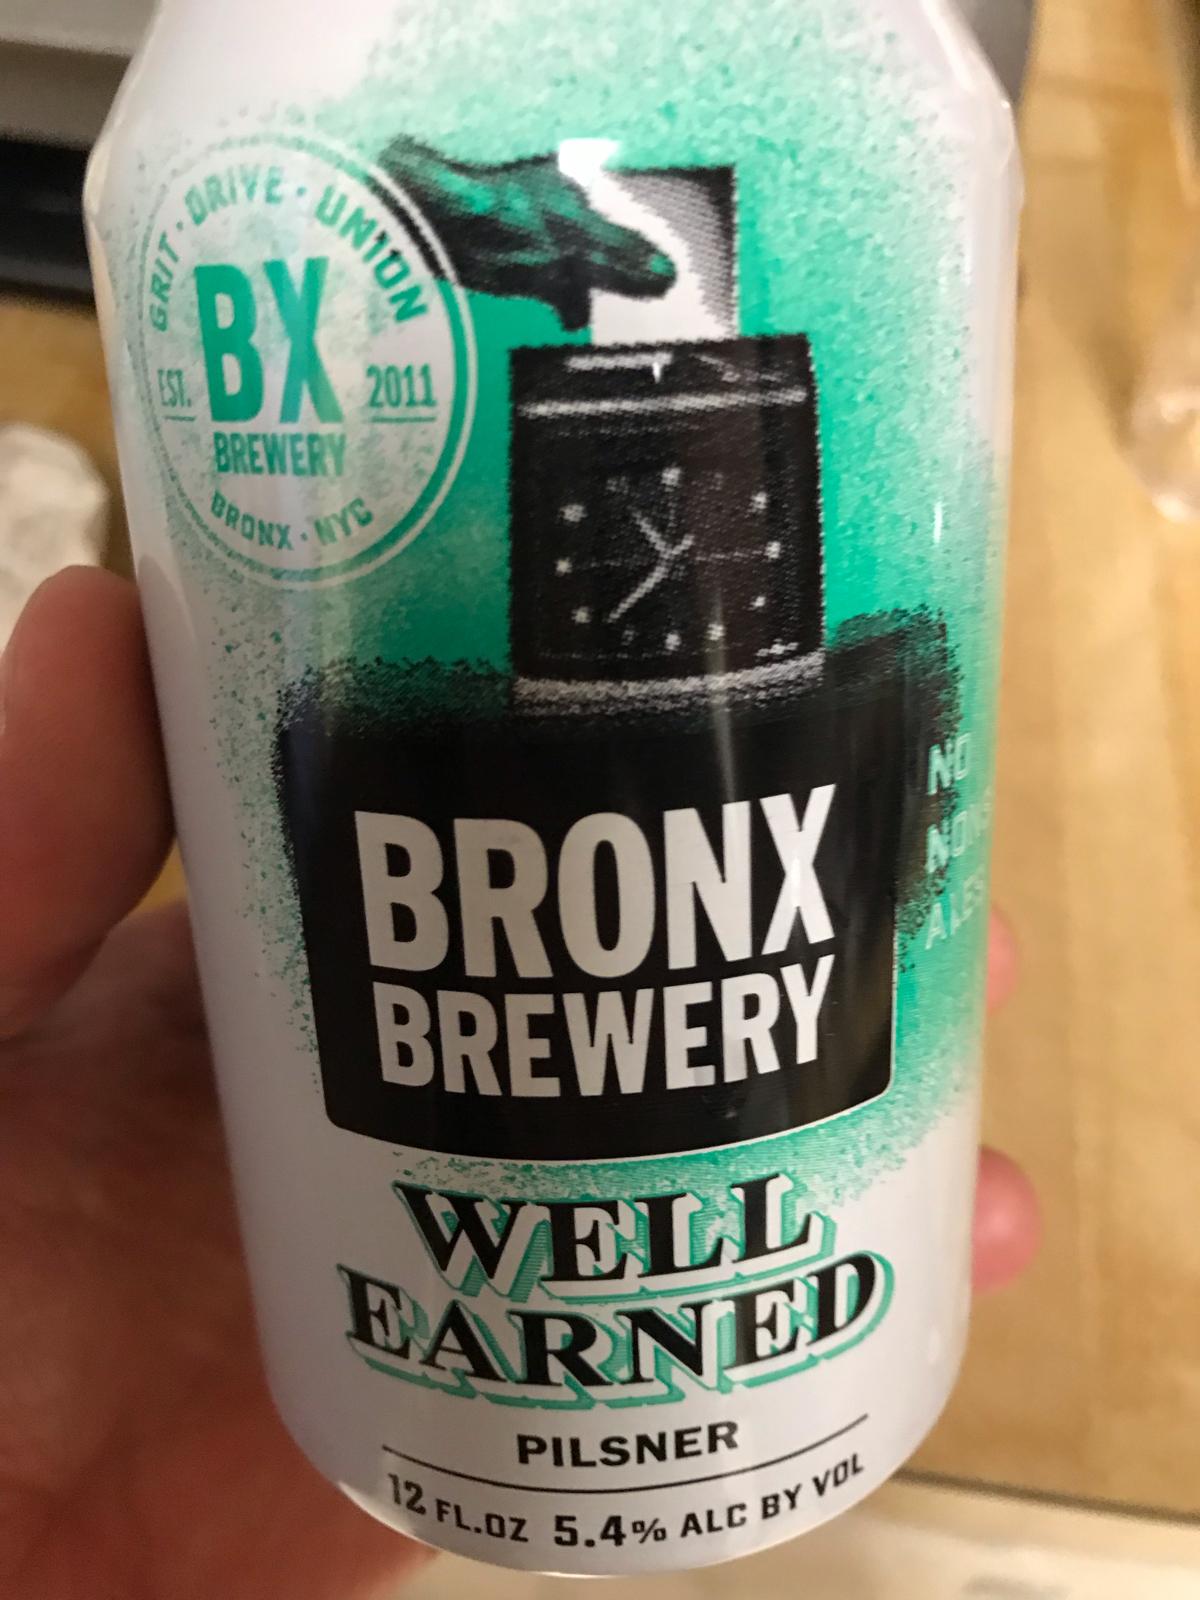 GRIT · DRIVE · UNION
BX
EST. 2011
BREWERY
BRONX · NYC
NO
BRONX
BREWERY
WELL
EARNED
PILSNER
12 FL.OZ 5.4% ALC BY VOL